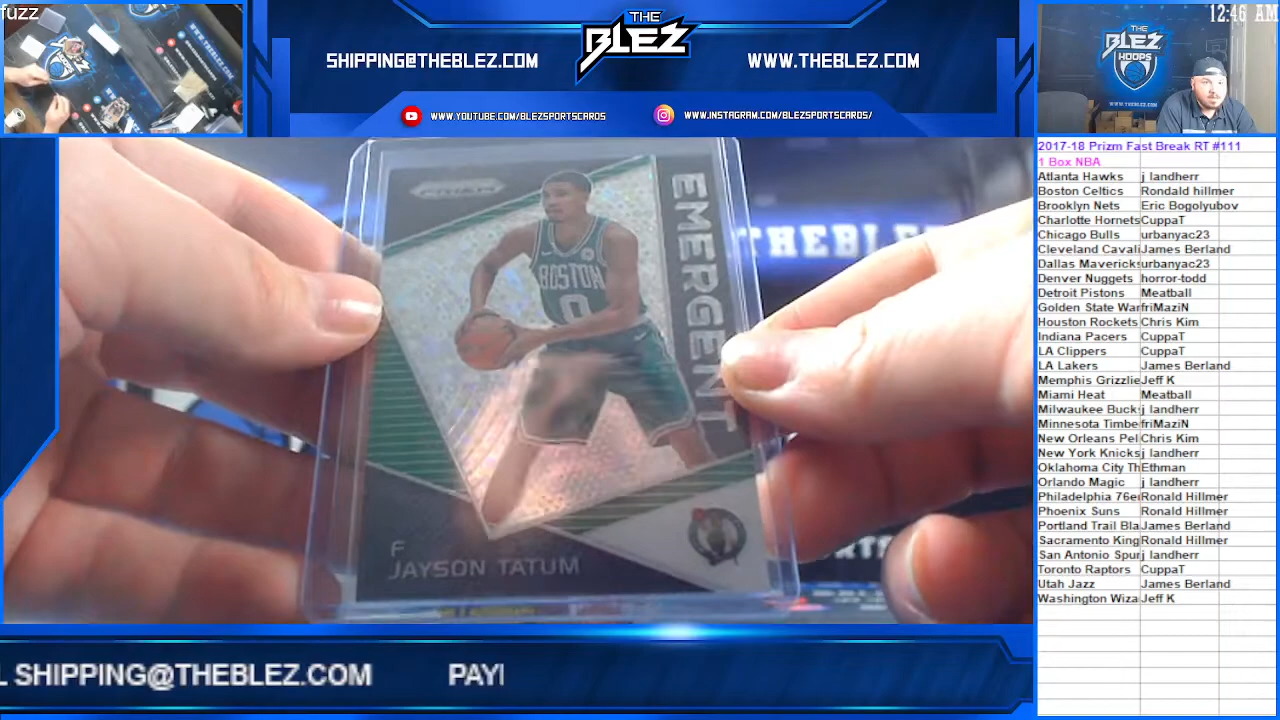 fuzz
SHIPPING@THEBLEZ.COM
THE
BLEZ
WWW.THEBLEZ.COM
WWW.YOUTUBE.COM/BLEZSPORTSCARDS
WWW.INSTAGRAM.COM/BLEZSPORTSCARDS/
12:46 AM
THE
BLEZ
HOOPS
WWW.THEBLEZ.COM
PRIZM
EMERGENT
BOSTON
0
F
JAYSON TATUM
THEBLE
2017-18 Prizm Fast Break RT #111
1 Box NBA
Atlanta Hawks j landherr
Boston Celtics Rondald hillmer
Brooklyn Nets Eric Bogolyubov
Charlotte Hornets CuppaT
Chicago Bulls urbanyac23
Cleveland Cavali James Berland
Dallas Mavericks urbanyac23
Denver Nuggets horror-todd
Detroit Pistons Meatball
Golden State War friMaziN
Houston Rockets Chris Kim
Indiana Pacers CuppaT
LA Clippers CuppaT
LA Lakers James Berland
Memphis Grizzlie Jeff K
Miami Heat Meatball
Milwaukee Bucks j landherr
Minnesota Timbe friMaziN
New Orleans Pel Chris Kim
New York Knicks j landherr
Oklahoma City Th Ethman
Orlando Magic j landherr
Philadelphia 76e Ronald Hillmer
Phoenix Suns Ronald Hillmer
Portland Trail Bla James Berland
Sacramento King Ronald Hillmer
San Antonio Spur j landherr
Toronto Raptors CuppaT
Utah Jazz James Berland
Washington Wiza Jeff K
L SHIPPING@THEBLEZ.COM PAYI